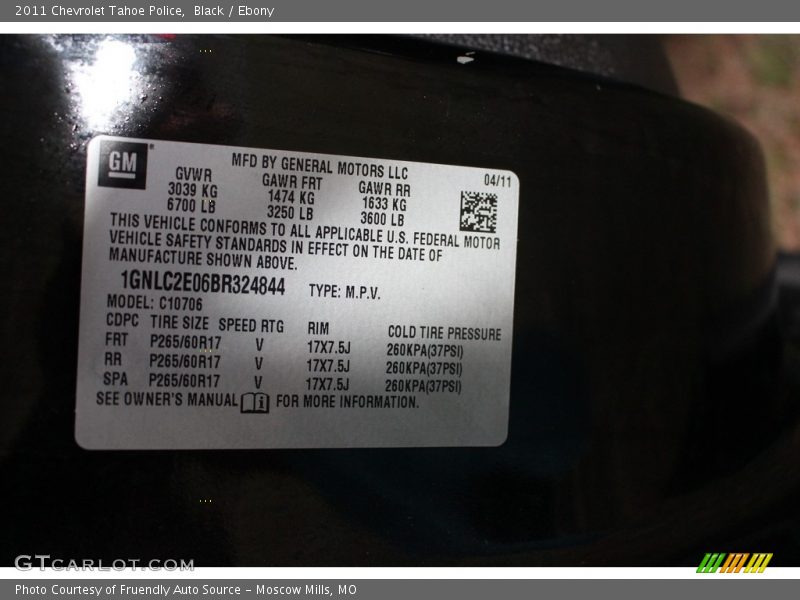 2011 Chevrolet Tahoe Police, Black / Ebony
GM
MFD BY GENERAL MOTORS LLC
04/11
GVWR GAWR FRT GAWR RR
3039 KG 1474 KG 1633 KG
6700 LB 3250 LB 3600 LB
THIS VEHICLE CONFORMS TO ALL APPLICABLE U.S. FEDERAL MOTOR
VEHICLE SAFETY STANDARDS IN EFFECT ON THE DATE OF
MANUFACTURE SHOWN ABOVE.
1GNLC2E06BR324844 TYPE: M.P.V.
MODEL: C10706
CDPC TIRE SIZE SPEED RTG RIM COLD TIRE PRESSURE
FRT P265/60R17 V 17X7.5J 260KPA(37PSI)
RR P265/60R17 V 17X7.5J 260KPA(37PSI)
SPA P265/60R17 V 17X7.5J 260KPA(37PSI)
SEE OWNER'S MANUAL i FOR MORE INFORMATION.
GTCARLOT.COM
Photo Courtesy of Fruendly Auto Source – Moscow Mills, MO